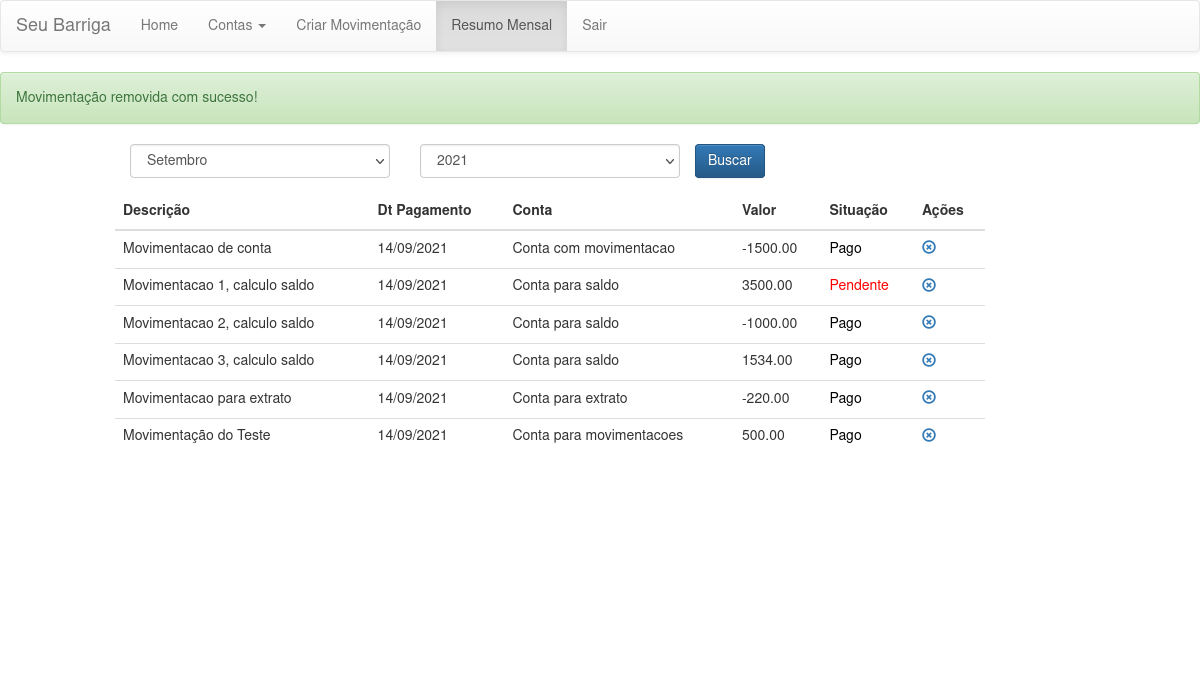 Seu Barriga Home Contas Criar Movimentação Resumo Mensal Sair
Movimentação removida com sucesso!
Setembro 2021 Buscar
Descrição Dt Pagamento Conta Valor Situação Ações
Movimentacao de conta 14/09/2021 Conta com movimentacao -1500.00 Pago
Movimentacao 1, calculo saldo 14/09/2021 Conta para saldo 3500.00 Pendente
Movimentacao 2, calculo saldo 14/09/2021 Conta para saldo -1000.00 Pago
Movimentacao 3, calculo saldo 14/09/2021 Conta para saldo 1534.00 Pago
Movimentacao para extrato 14/09/2021 Conta para extrato -220.00 Pago
Movimentação do Teste 14/09/2021 Conta para movimentacoes 500.00 Pago